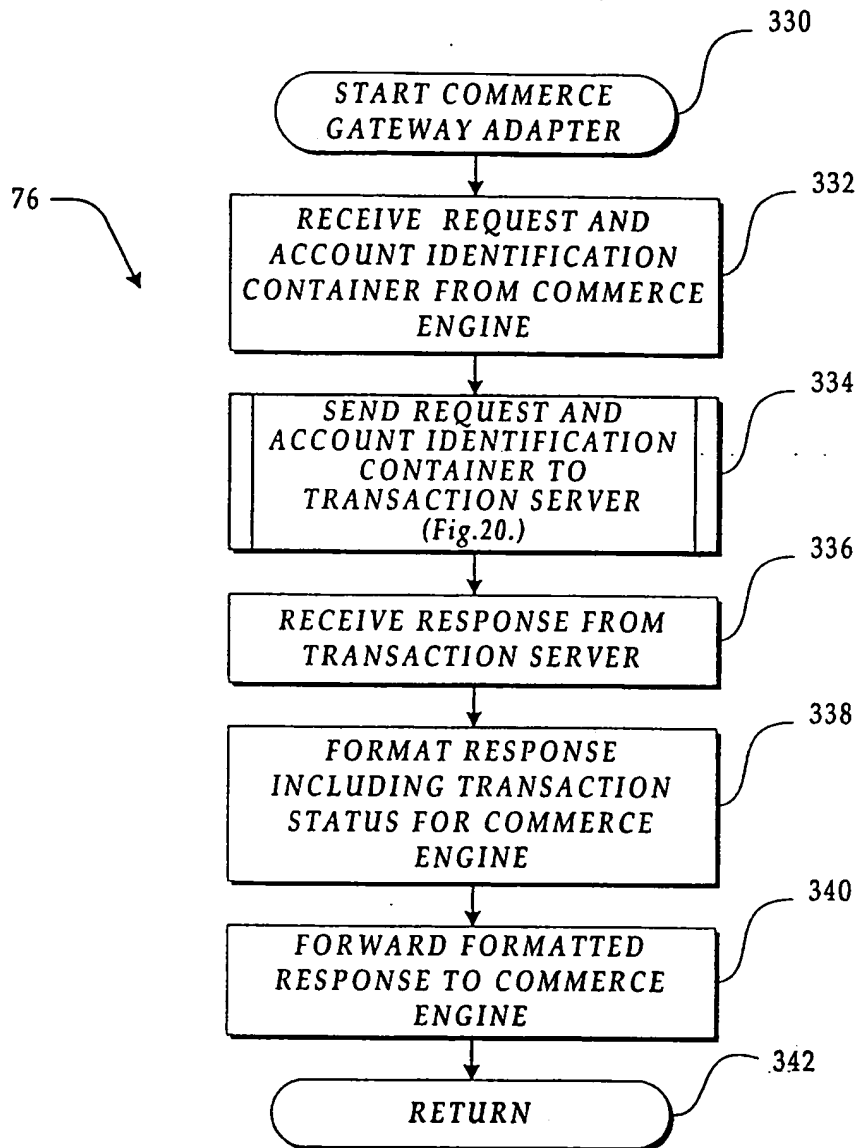 330
START COMMERCE
GATEWAY ADAPTER
76
332
RECEIVE REQUEST AND
ACCOUNT IDENTIFICATION
CONTAINER FROM COMMERCE
ENGINE
334
SEND REQUEST AND
ACCOUNT IDENTIFICATION
CONTAINER TO
TRANSACTION SERVER
(Fig.20.)
336
RECEIVE RESPONSE FROM
TRANSACTION SERVER
338
FORMAT RESPONSE
INCLUDING TRANSACTION
STATUS FOR COMMERCE
ENGINE
340
FORWARD FORMATTED
RESPONSE TO COMMERCE
ENGINE
342
RETURN